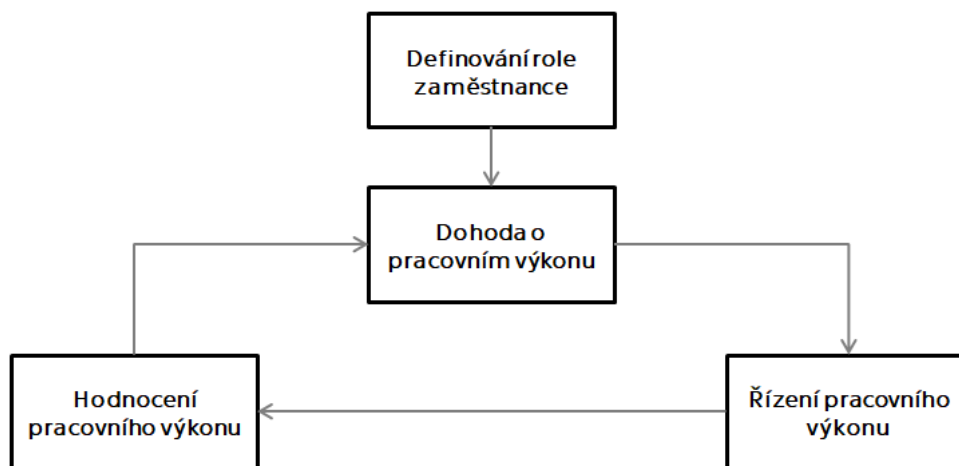 Definování role
zaměstnance
Dohoda o
pracovním výkonu
Hodnocení
pracovního výkonu
Řízení pracovního
výkonu